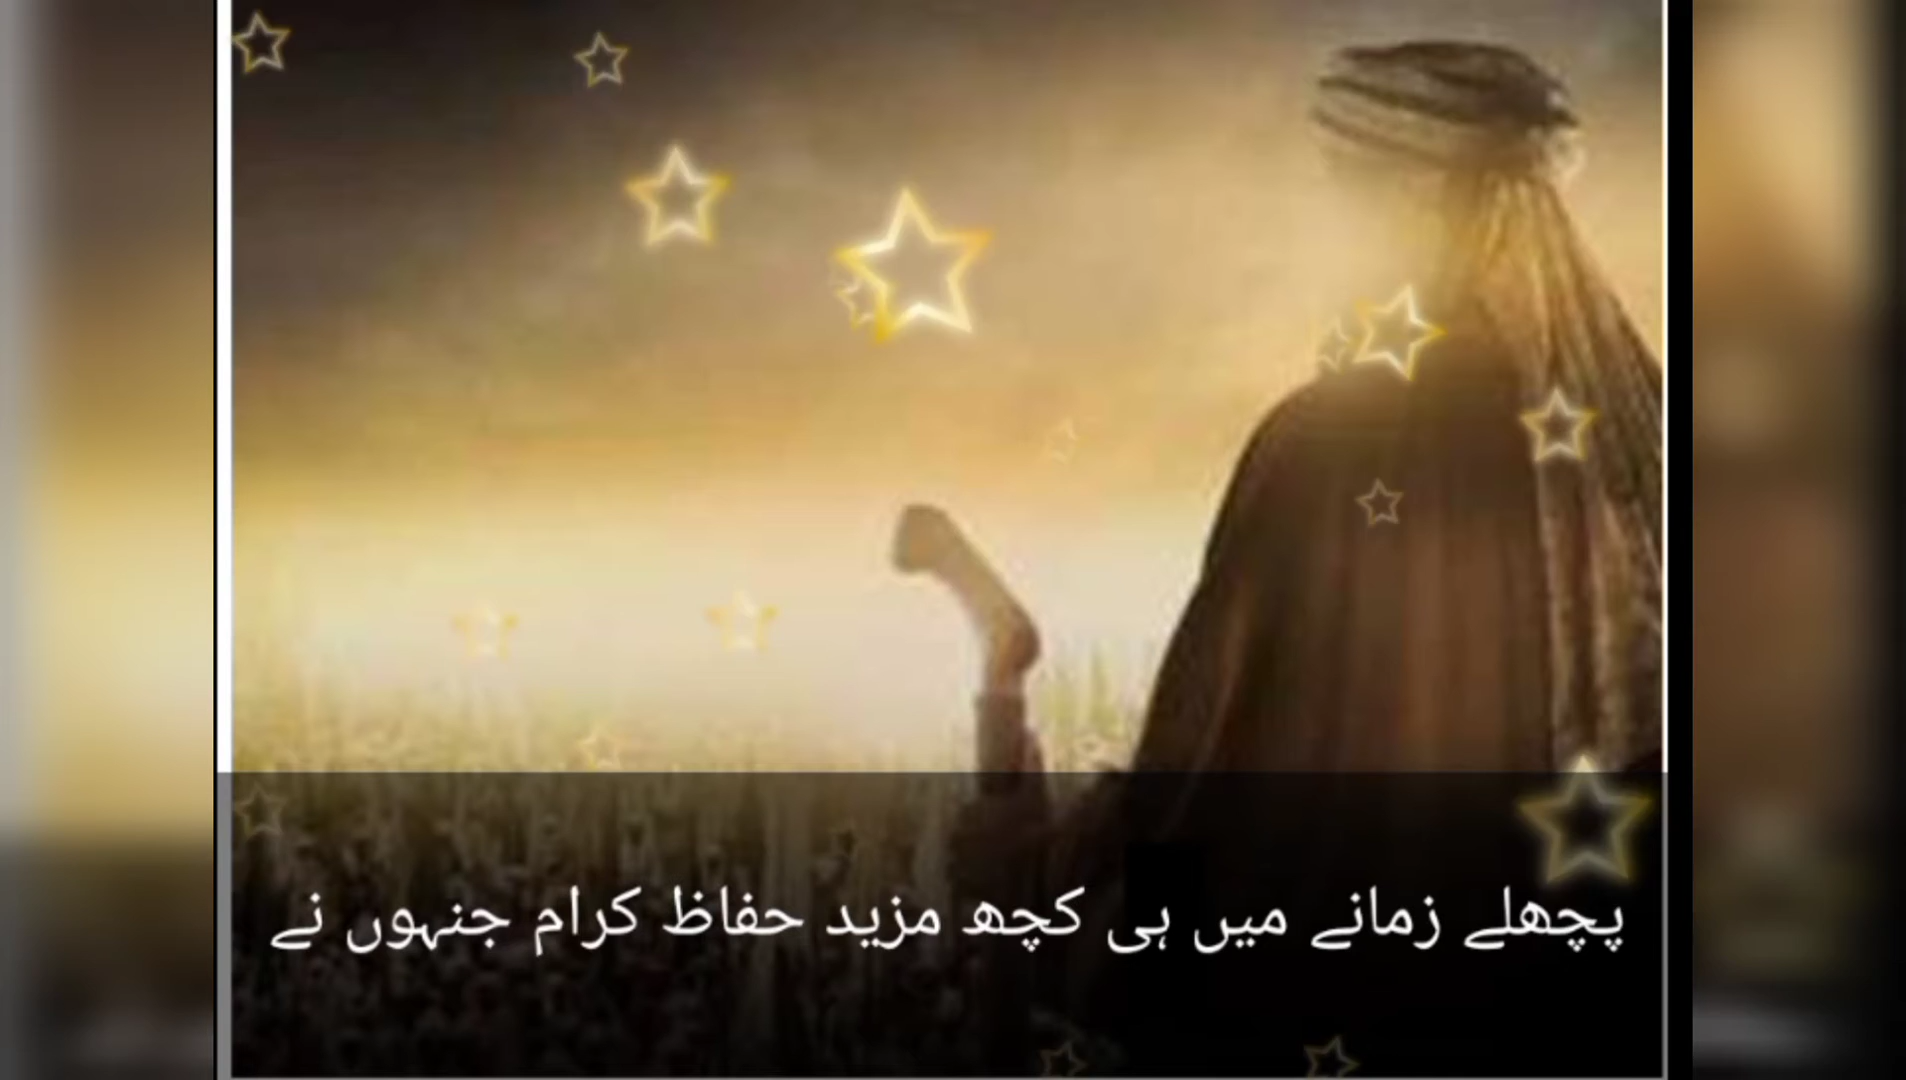 پچھلے زمانے میں ہی کچھ مزید حفاظ کرام جنہوں نے